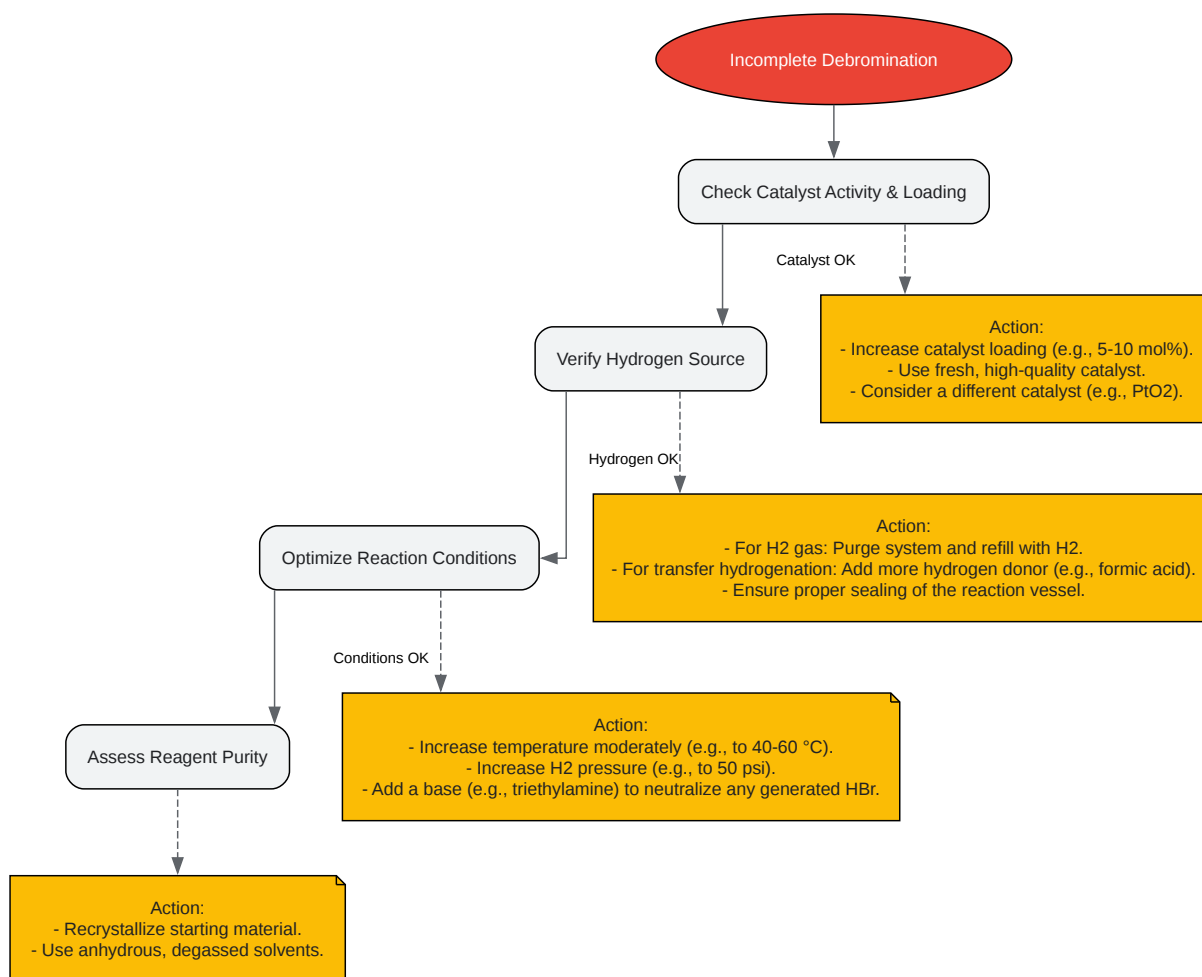 Incomplete Debromination
Check Catalyst Activity & Loading
Catalyst OK
Action:
- Increase catalyst loading (e.g., 5-10 mol%).
- Use fresh, high-quality catalyst.
- Consider a different catalyst (e.g., PtO2).
Verify Hydrogen Source
Hydrogen OK
Action:
- For H2 gas: Purge system and refill with H2.
- For transfer hydrogenation: Add more hydrogen donor (e.g., formic acid).
- Ensure proper sealing of the reaction vessel.
Optimize Reaction Conditions
Conditions OK
Action:
- Increase temperature moderately (e.g., to 40-60 °C).
- Increase H2 pressure (e.g., to 50 psi).
- Add a base (e.g., triethylamine) to neutralize any generated HBr.
Assess Reagent Purity
Action:
- Recrystallize starting material.
- Use anhydrous, degassed solvents.